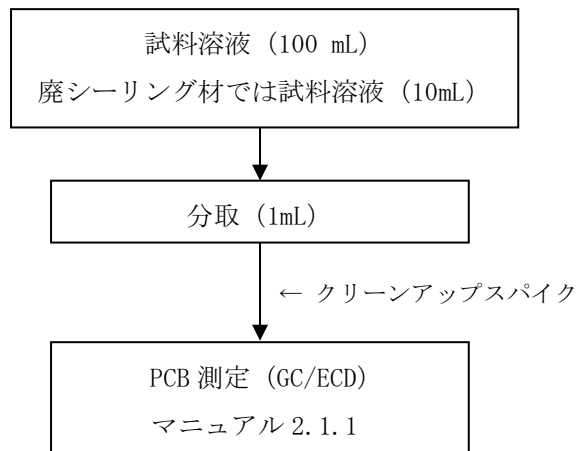 試料溶液（100 mL）
廃シーリング材では試料溶液（10mL）
分取（1mL）
← クリーンアップスパイク
PCB 測定（GC/ECD）
マニュアル 2.1.1